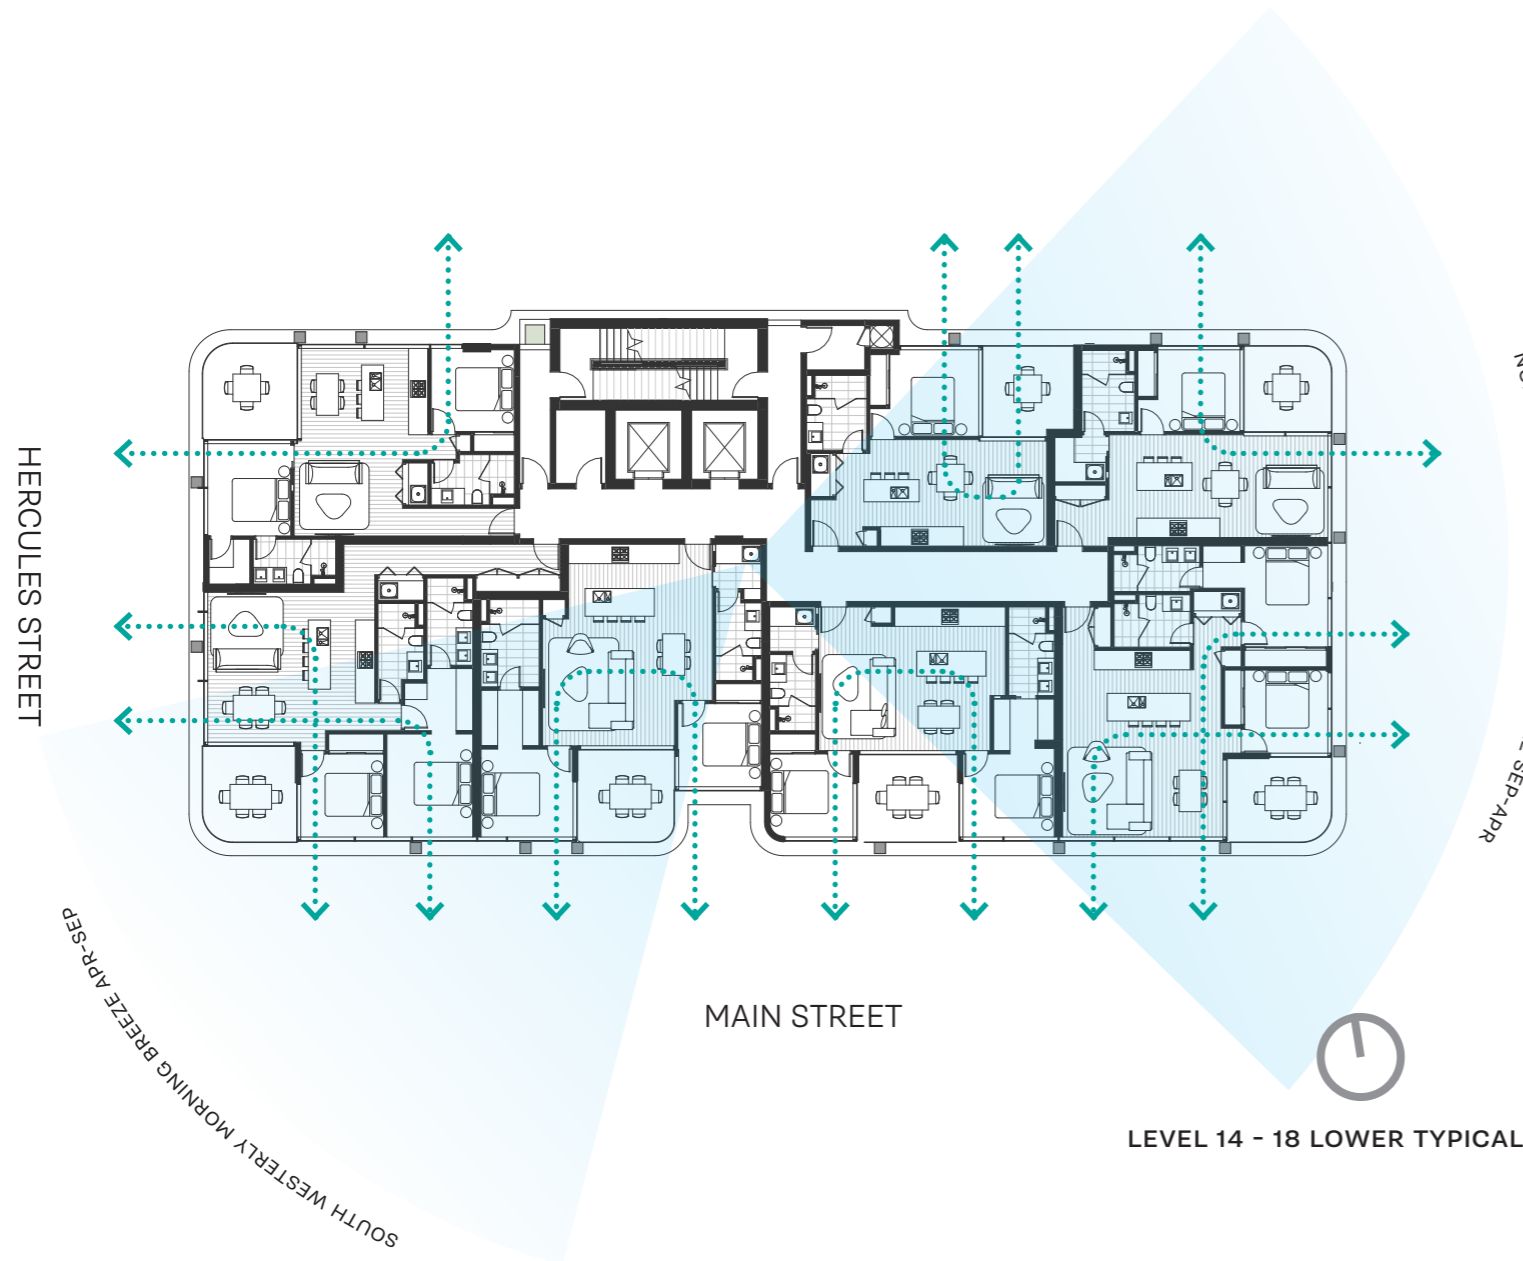 HERCULES STREET
SOUTH WESTERLY MORNING BREEZE APR-SEP
MAIN STREET
SEP-APR
LEVEL 14 - 18 LOWER TYPICAL